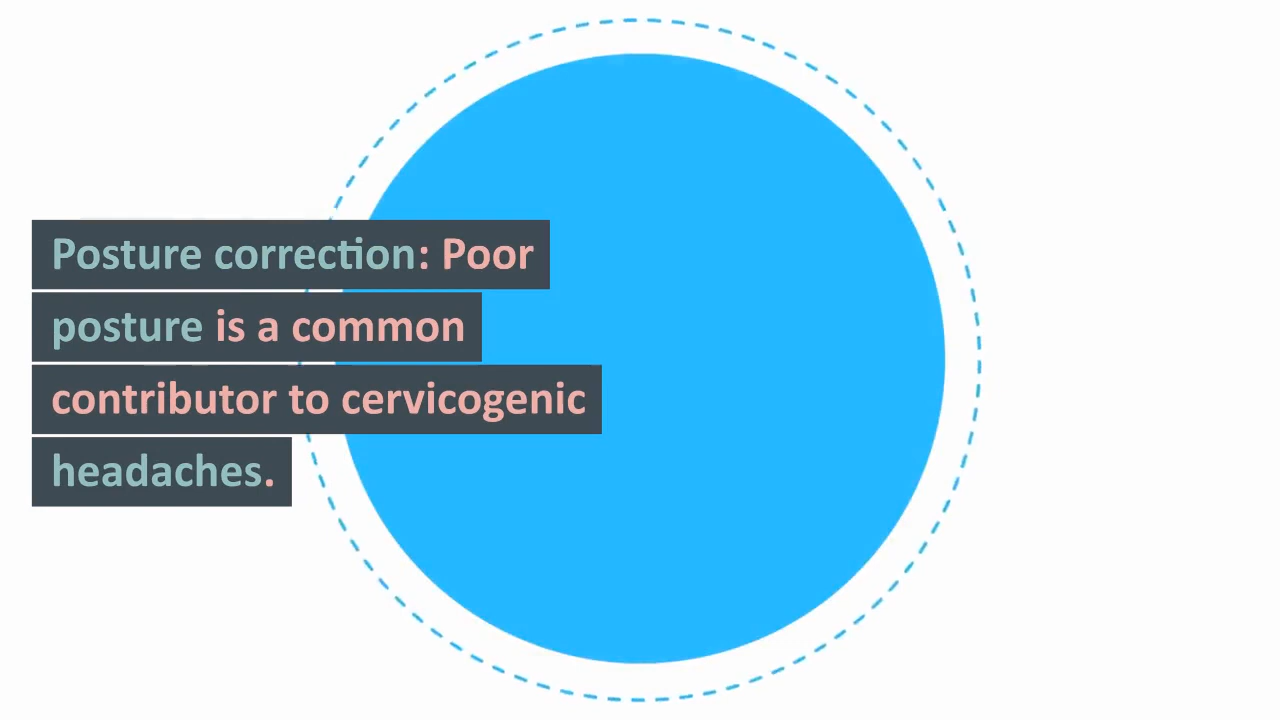 Posture correction: Poor
posture is a common
contributor to cervicogenic
headaches.